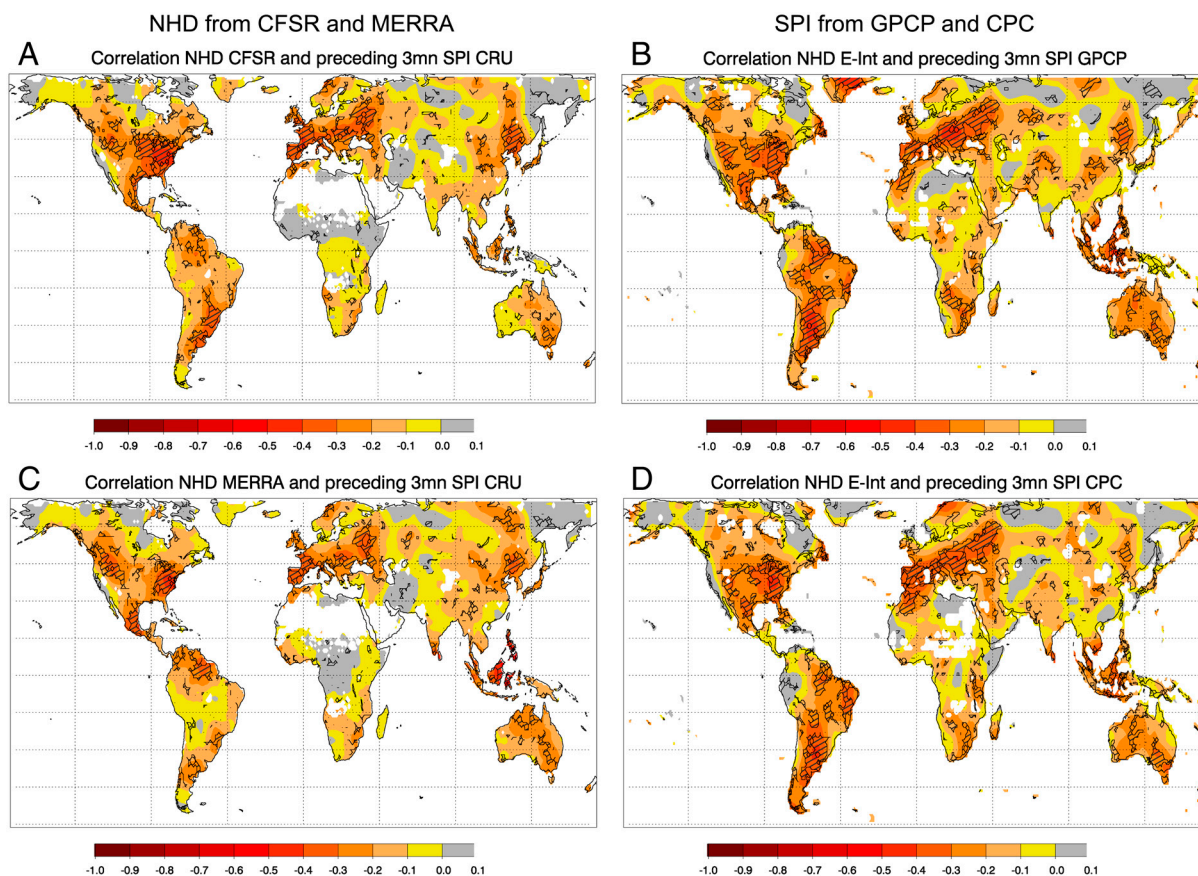 NHD from CFSR and MERRA
SPI from GPCP and CPC
A
Correlation NHD CFSR and preceding 3mn SPI CRU
B
Correlation NHD E-Int and preceding 3mn SPI GPCP
-1.0 -0.9 -0.8 -0.7 -0.6 -0.5 -0.4 -0.3 -0.2 -0.1 0.0 0.1
-1.0 -0.9 -0.8 -0.7 -0.6 -0.5 -0.4 -0.3 -0.2 -0.1 0.0 0.1
C
Correlation NHD MERRA and preceding 3mn SPI CRU
D
Correlation NHD E-Int and preceding 3mn SPI CPC
-1.0 -0.9 -0.8 -0.7 -0.6 -0.5 -0.4 -0.3 -0.2 -0.1 0.0 0.1
-1.0 -0.9 -0.8 -0.7 -0.6 -0.5 -0.4 -0.3 -0.2 -0.1 0.0 0.1